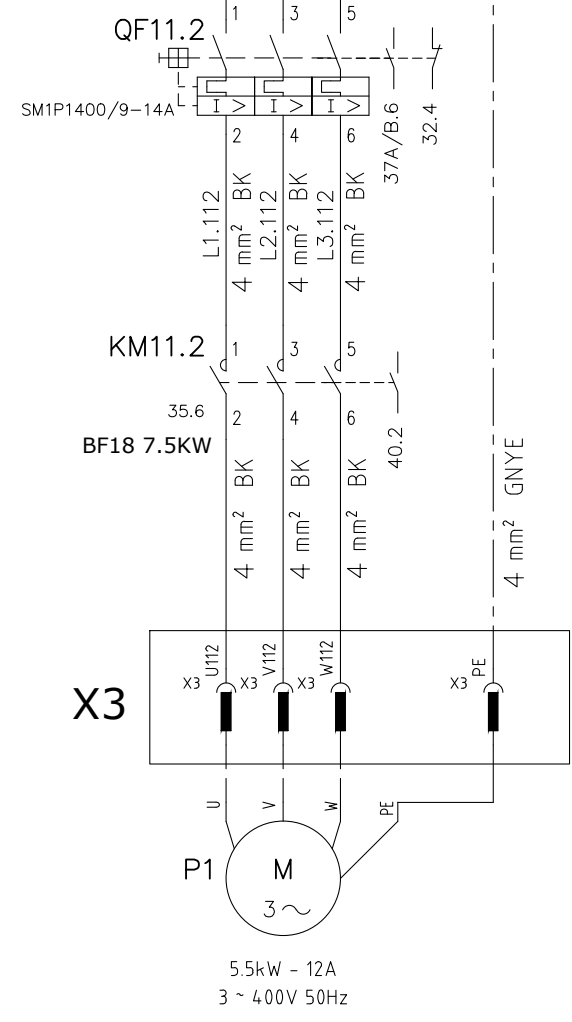 1 3 5
QF11.2
SM1P1400/9-14A
I > I > I >
37A/B.6
32.4
2 4 6
L1.112 4 mm² BK
L2.112 4 mm² BK
L3.112 4 mm² BK
KM11.2
1 3 5
35.6
2 4 6
BF18 7.5KW
40.2
4 mm² BK
4 mm² BK
4 mm² BK
4 mm² GNYE
X3
X3 U112
X3 V112
X3 W112
X3 PE
U V W PE
P1
M
3 ~
5.5kW - 12A
3 ~ 400V 50Hz